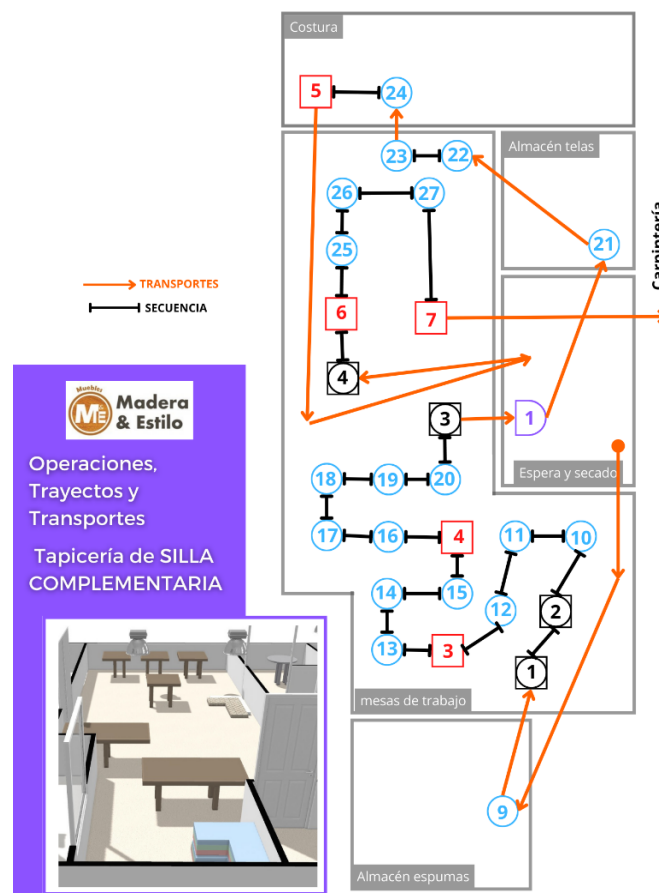 Costura
5
24
23
22
Almacén telas
26
27
21
25
Carpintería
TRANSPORTES
SECUENCIA
6
7
4
Muebles
ME
Madera
& Estilo
3
1
Operaciones,
Trayectos y
Transportes
Tapicería de SILLA
COMPLEMENTARIA
18
19
20
Espera y secado
17
16
4
11
10
14
15
12
2
13
3
1
mesas de trabajo
9
Almacén espumas